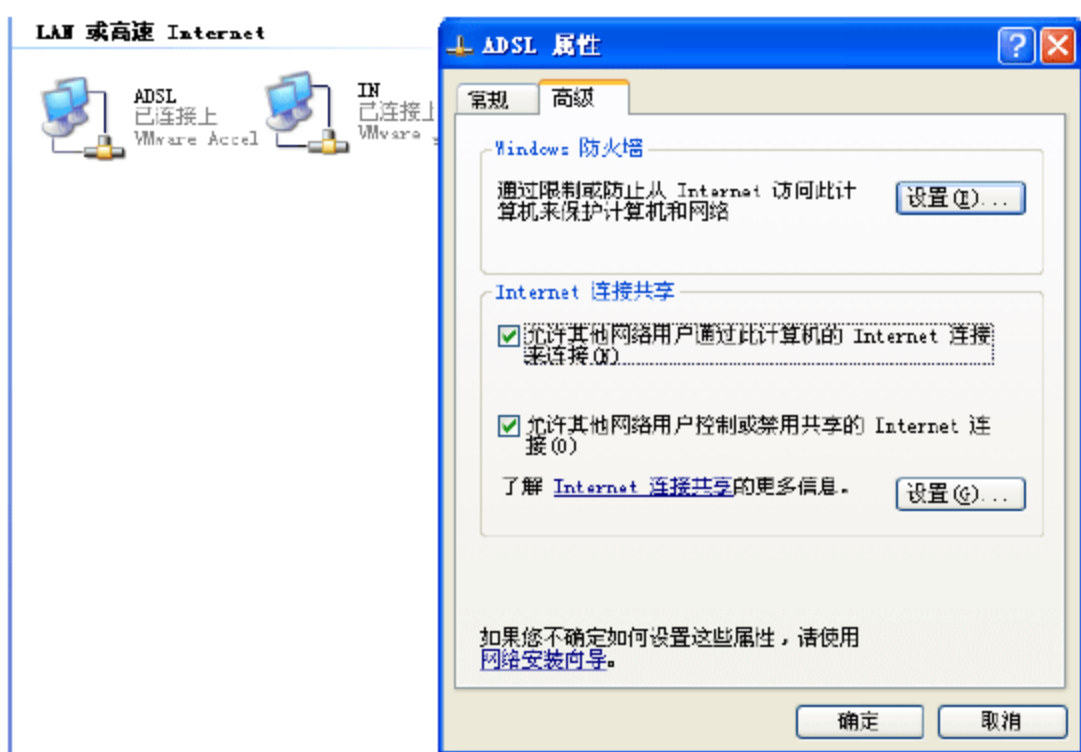 LAN 或高速 Internet
ADSL
已连接上
VMware Accel
IN
已连接上
VMware
ADSL 属性
常规
高级
Windows 防火墙
通过限制或防止从 Internet 访问此计
算机来保护计算机和网络
设置(E)...
Internet 连接共享
允许其他网络用户通过此计算机的 Internet 连接
来连接(N)
允许其他网络用户控制或禁用共享的 Internet 连
接(O)
了解 Internet 连接共享的更多信息。
设置(G)...
如果您不确定如何设置这些属性，请使用
网络安装向导。
确定
取消